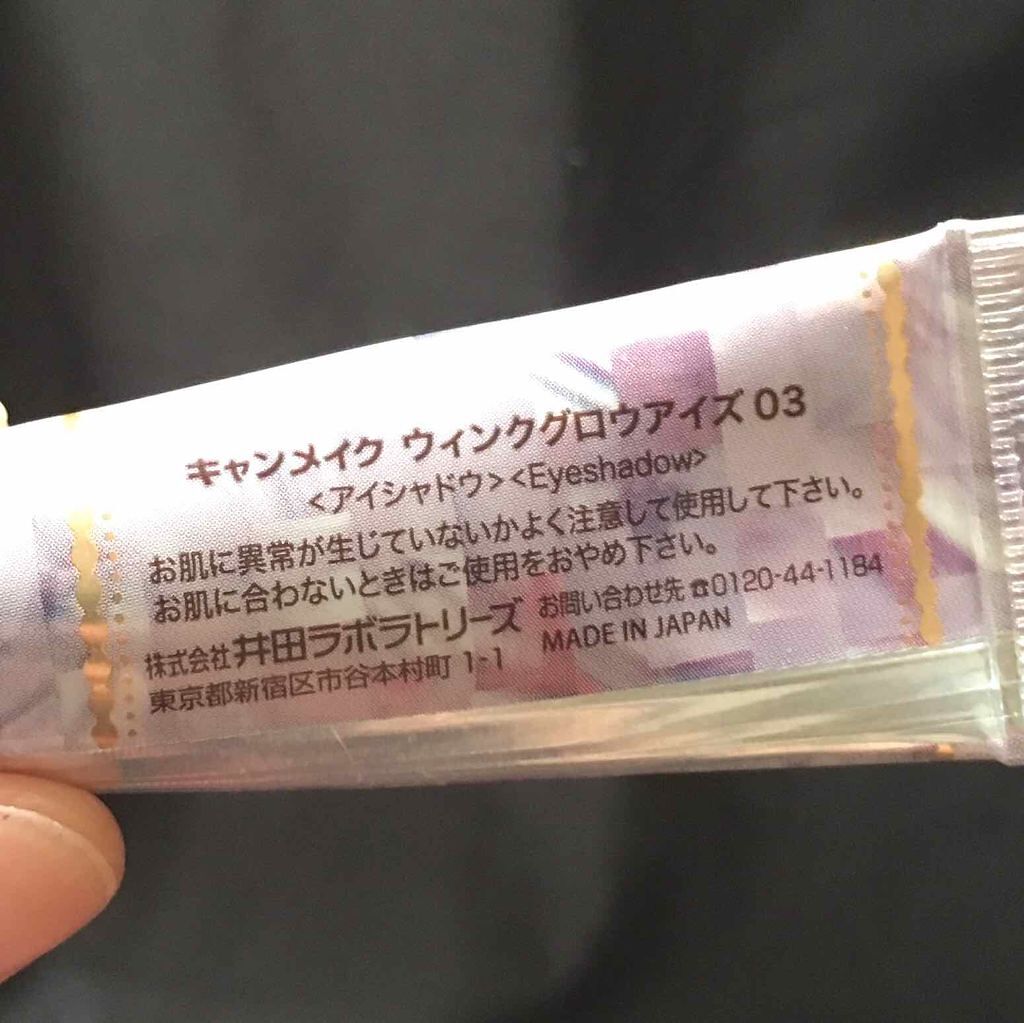 キャンメイク ウィンクグロウアイズ 03
<アイシャドウ><Eyeshadow>
お肌に異常が生じていないかよく注意して使用して下さい。
お肌に合わないときはご使用をおやめ下さい。
株式会社 井田ラボラトリーズ
東京都新宿区市谷本村町 1-1
お問い合わせ先 ☎0120-44-1184
MADE IN JAPAN